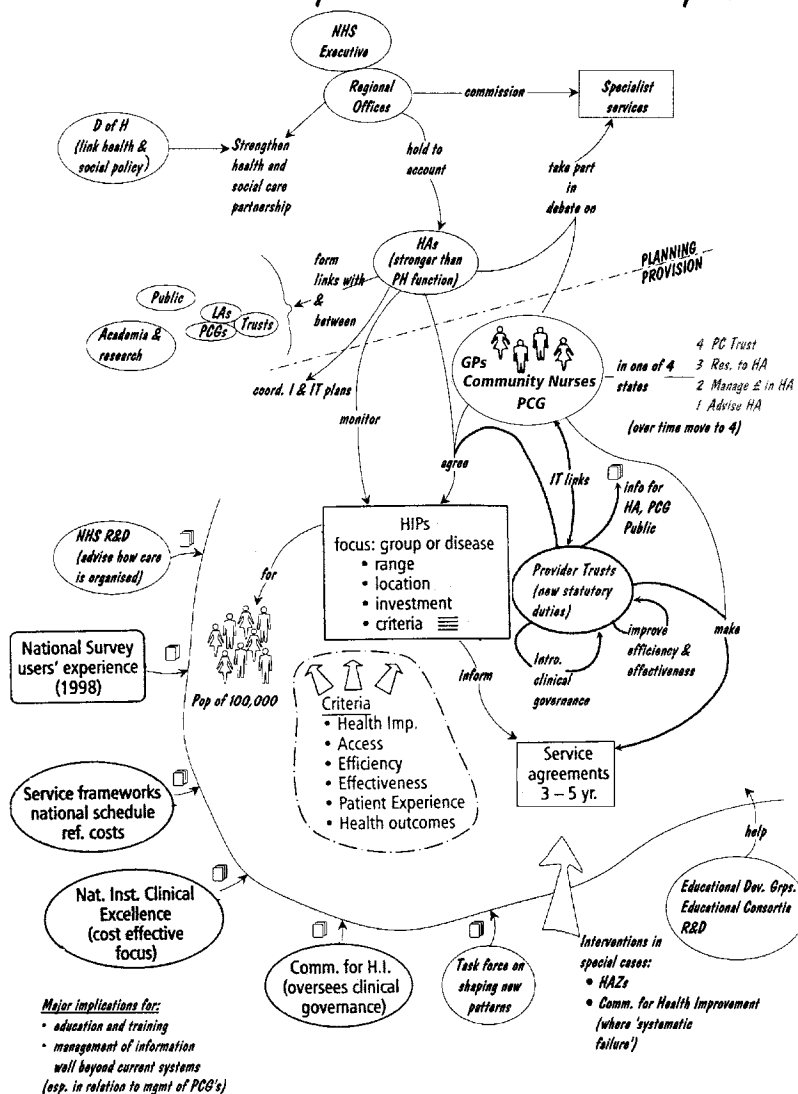 NHS
Executive
Regional
Offices
commission
Specialist
services
D of H
(link health &
social policy)
Strengthen
health and
social care
partnership
hold to
account
take part
in
debate on
HAs
(stronger than
PH function)
form
links with
&
between
PLANNING
PROVISION
Public
LAs
PCGs
Trusts
Academia &
research
coord. I & IT plans
monitor
GPs
Community Nurses
PCG
in one of 4
states
4 PC Trust
3 Res. to HA
2 Manage £ in HA
1 Advise HA
(over time move to 4)
agree
IT links
info for
HA, PCG
Public
HIPs
focus: group or disease
• range
• location
• investment
• criteria
NHS R&D
(advise how care
is organised)
for
Provider Trusts
(new statutory
duties)
make
improve
efficiency &
effectiveness
Intro.
clinical
governance
National Survey
users' experience
(1998)
Pop of 100,000
inform
Criteria
• Health Imp.
• Access
• Efficiency
• Effectiveness
• Patient Experience
• Health outcomes
Service
agreements
3 – 5 yr.
Service frameworks
national schedule
ref. costs
help
Nat. Inst. Clinical
Excellence
(cost effective
focus)
Educational Dev. Grps.
Educational Consortia
R&D
Comm. for H.I.
(oversees clinical
governance)
Task force on
shaping new
patterns
Interventions in
special cases:
• HAZs
• Comm. for Health Improvement
(where 'systematic
failure')
Major implications for:
• education and training
• management of information
well beyond current systems
(esp. in relation to mgmt of PCG's)